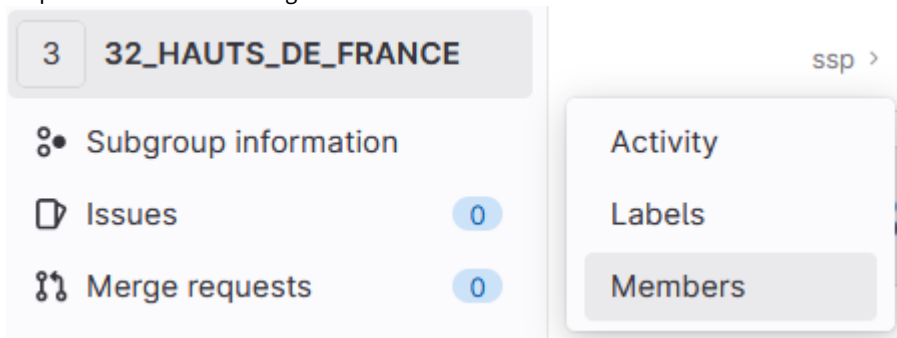 3 32_HAUTS_DE_FRANCE
ssp >
Subgroup information
Issues 0
Merge requests 0
Activity
Labels
Members